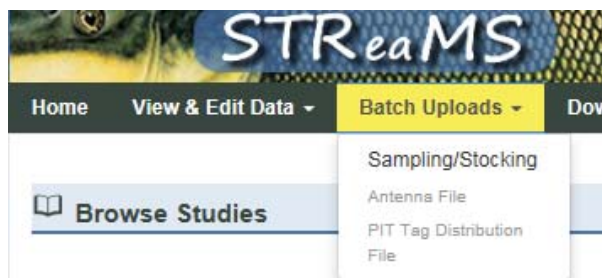 STReaMS
Home View & Edit Data Batch Uploads
Sampling/Stocking
Browse Studies
Antenna File
PIT Tag Distribution
File